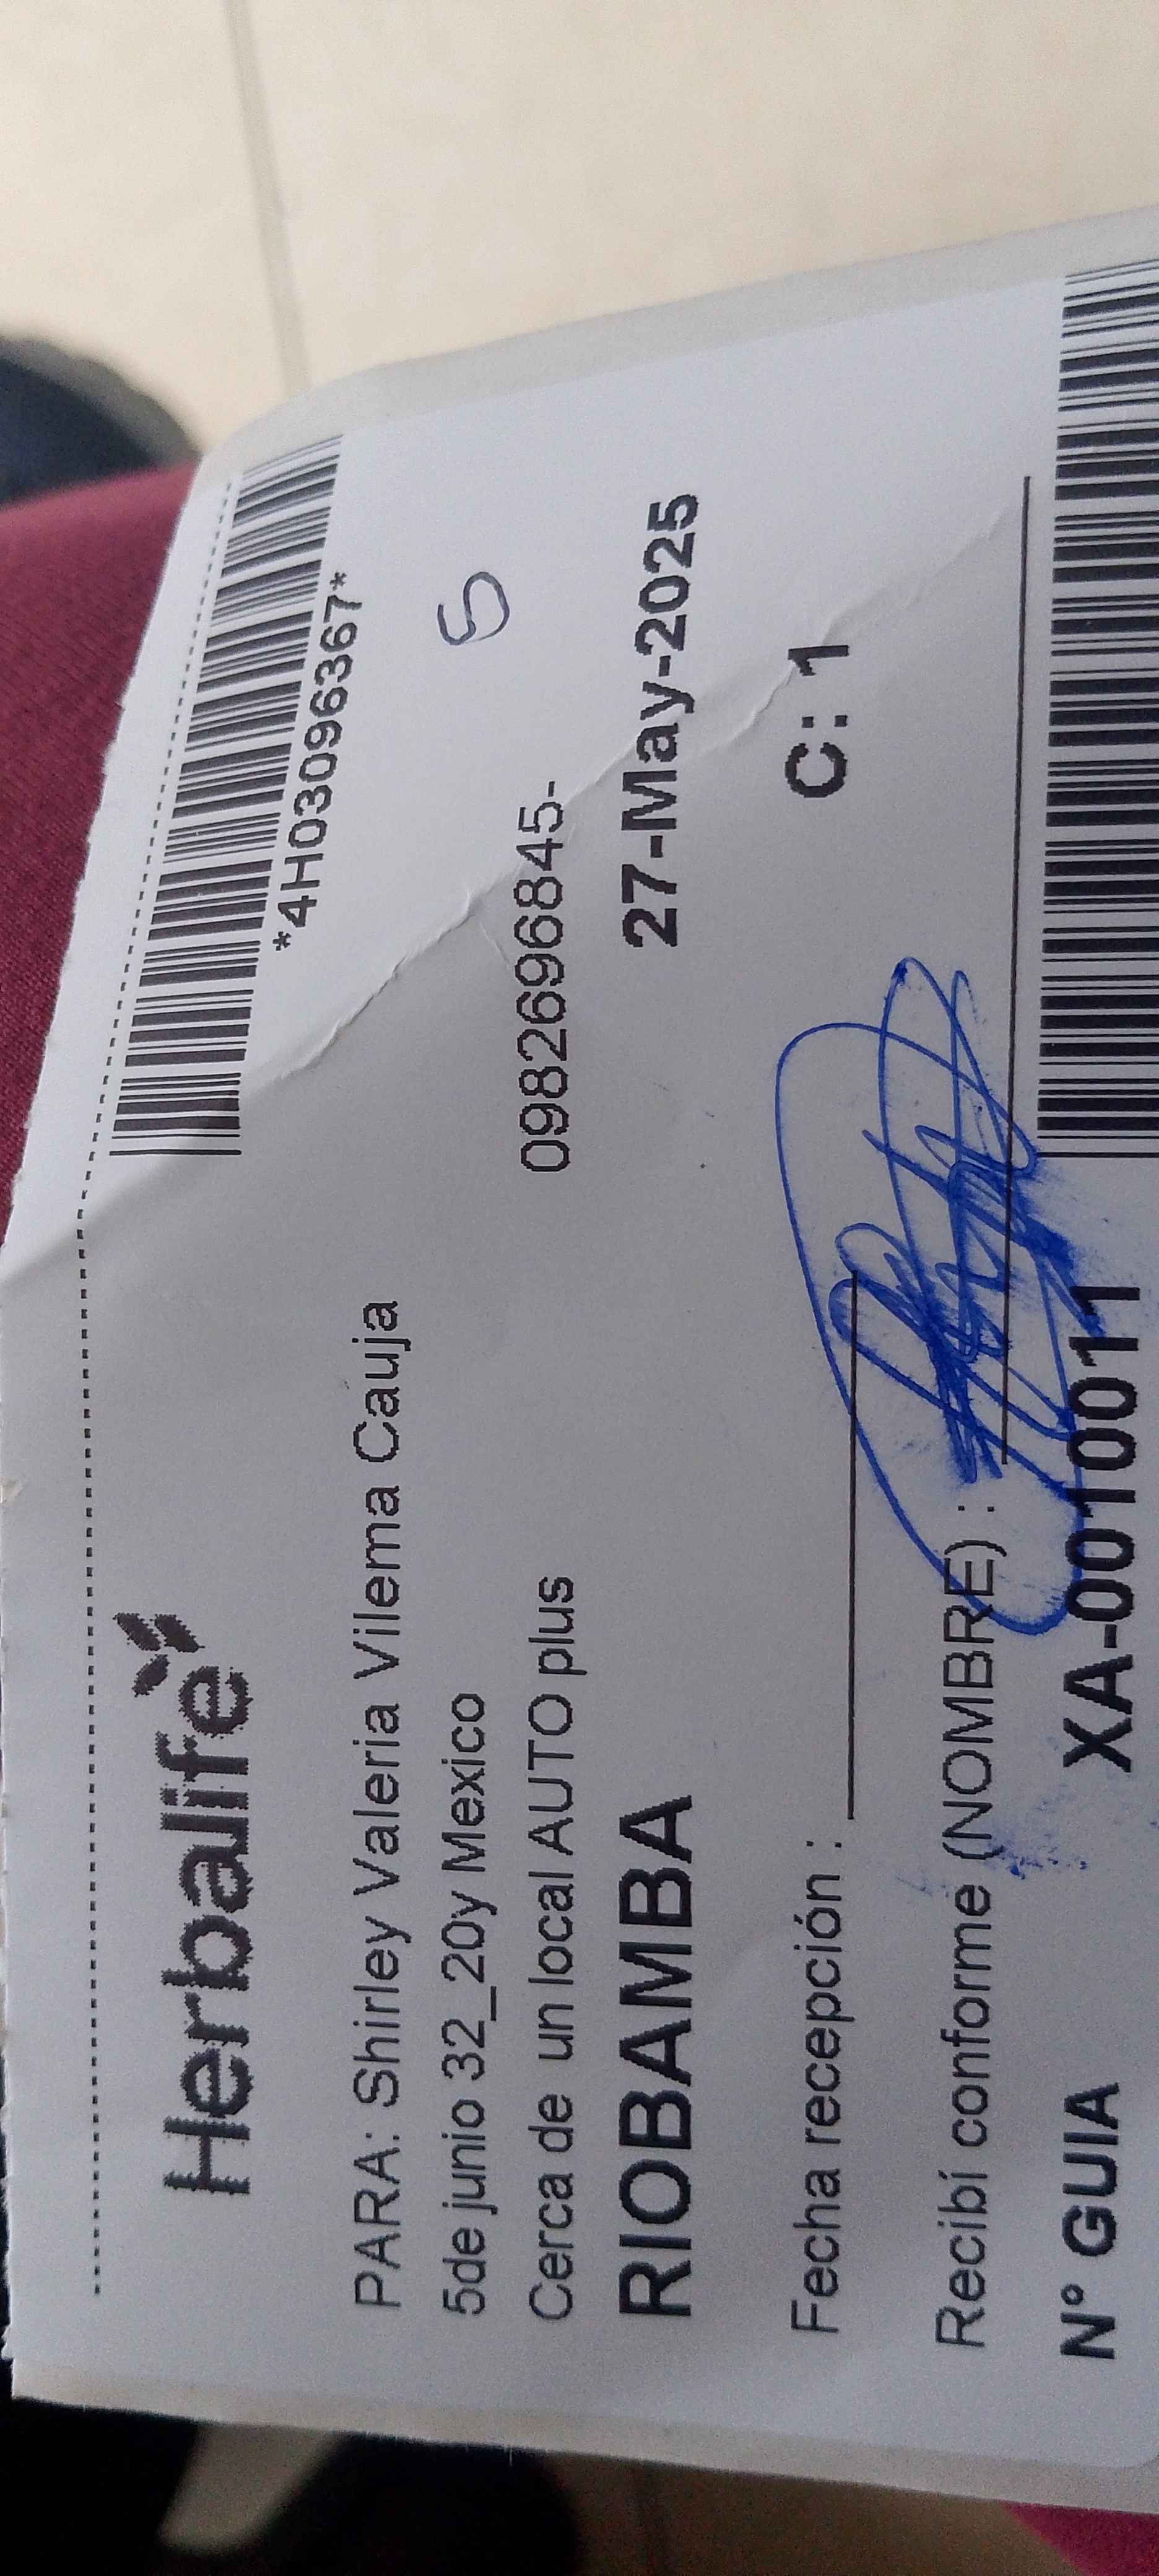 Herbalife
*4H03096367*
PARA: Shirley Valeria Vilema Cauja
5de junio 32_20y Mexico
5
Cerca de un local AUTO plus
0982696845-
RIOBAMBA
27-May-2025
Fecha recepción :
C: 1
Recibí conforme (NOMBRE) :
N° GUIA
XA-0010011